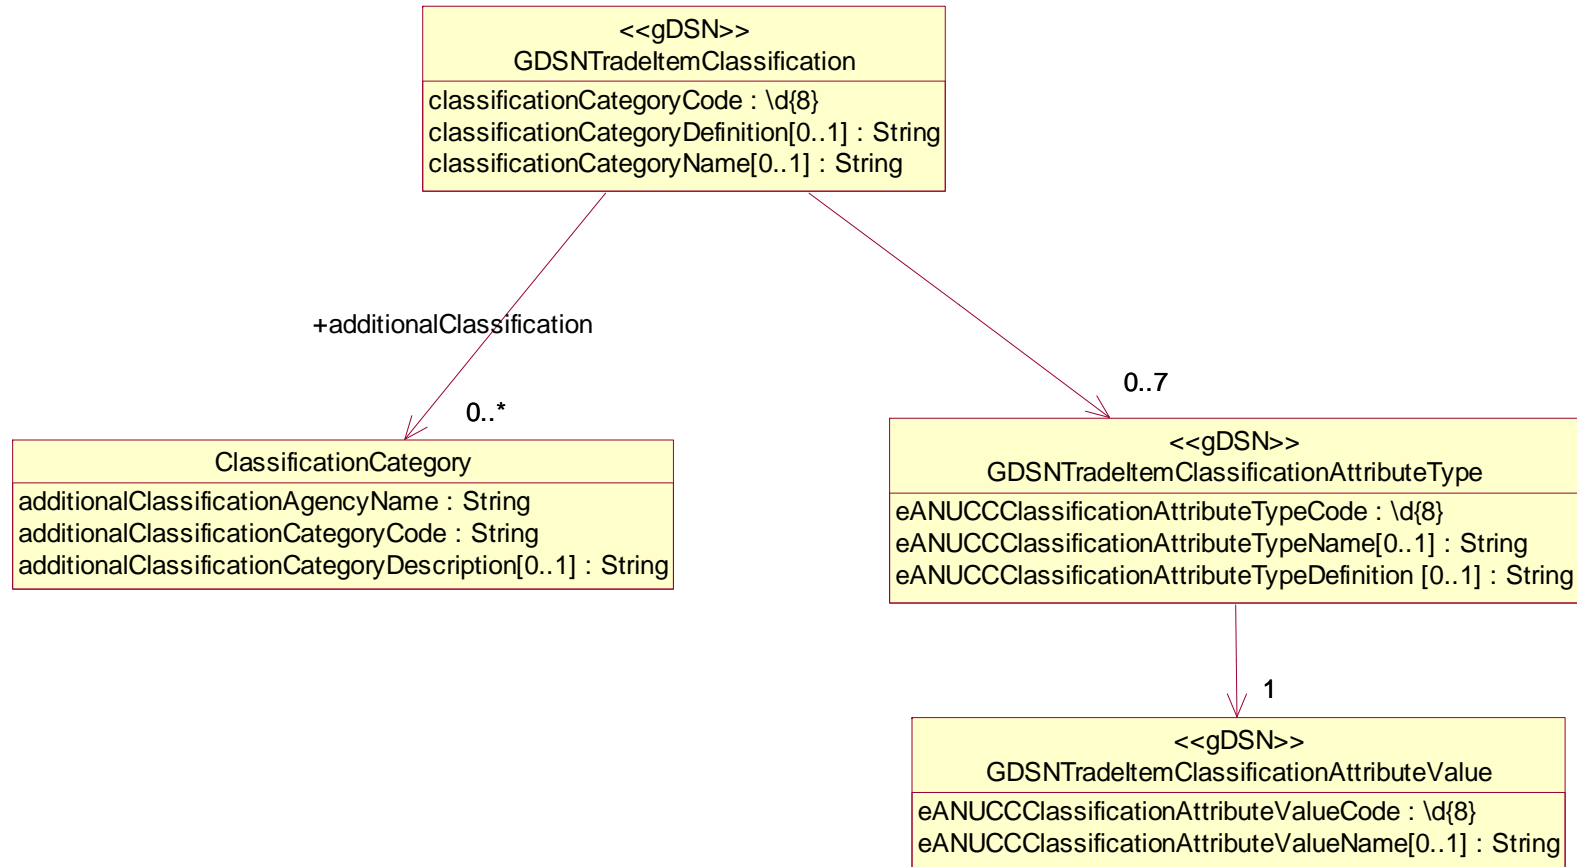 <<gDSN>>
GDSNTradeItemClassification
classificationCategoryCode : \d{8}
classificationCategoryDefinition[0..1] : String
classificationCategoryName[0..1] : String
+additionalClassification
0..7
0..*
ClassificationCategory
additionalClassificationAgencyName : String
additionalClassificationCategoryCode : String
additionalClassificationCategoryDescription[0..1] : String
<<gDSN>>
GDSNTradeItemClassificationAttributeType
eANUCCClassificationAttributeTypeCode : \d{8}
eANUCCClassificationAttributeTypeName[0..1] : String
eANUCCClassificationAttributeTypeDefinition [0..1] : String
1
<<gDSN>>
GDSNTradeItemClassificationAttributeValue
eANUCCClassificationAttributeValueCode : \d{8}
eANUCCClassificationAttributeValueName[0..1] : String